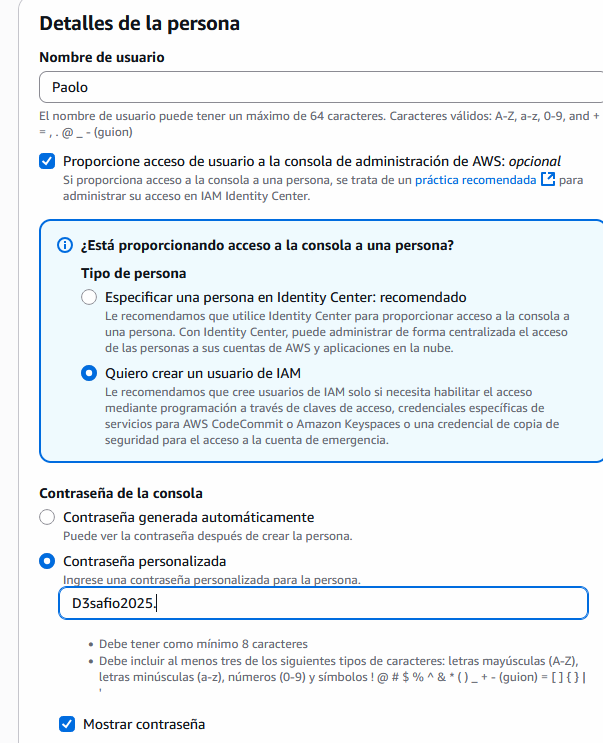 Detalles de la persona
Nombre de usuario
Paolo
El nombre de usuario puede tener un máximo de 64 caracteres. Caracteres válidos: A-Z, a-z, 0-9, and +
= , . @ _ - (guion)
Proporcione acceso de usuario a la consola de administración de AWS: opcional
Si proporciona acceso a la consola a una persona, se trata de un práctica recomendada para
administrar su acceso en IAM Identity Center.
¿Está proporcionando acceso a la consola a una persona?
Tipo de persona
Especificar una persona en Identity Center: recomendado
Le recomendamos que utilice Identity Center para proporcionar acceso a la consola a
una persona. Con Identity Center, puede administrar de forma centralizada el acceso
de las personas a sus cuentas de AWS y aplicaciones en la nube.
Quiero crear un usuario de IAM
Le recomendamos que cree usuarios de IAM solo si necesita habilitar el acceso
mediante programación a través de claves de acceso, credenciales específicas de
servicios para AWS CodeCommit o Amazon Keyspaces o una credencial de copia de
seguridad para el acceso a la cuenta de emergencia.
Contraseña de la consola
Contraseña generada automáticamente
Puede ver la contraseña después de crear la persona.
Contraseña personalizada
Ingrese una contraseña personalizada para la persona.
D3safio2025.
• Debe tener como mínimo 8 caracteres
• Debe incluir al menos tres de los siguientes tipos de caracteres: letras mayúsculas (A-Z),
letras minúsculas (a-z), números (0-9) y símbolos ! @ # $ % ^ & * ( ) _ + - (guion) = [ ] { } |
'
Mostrar contraseña